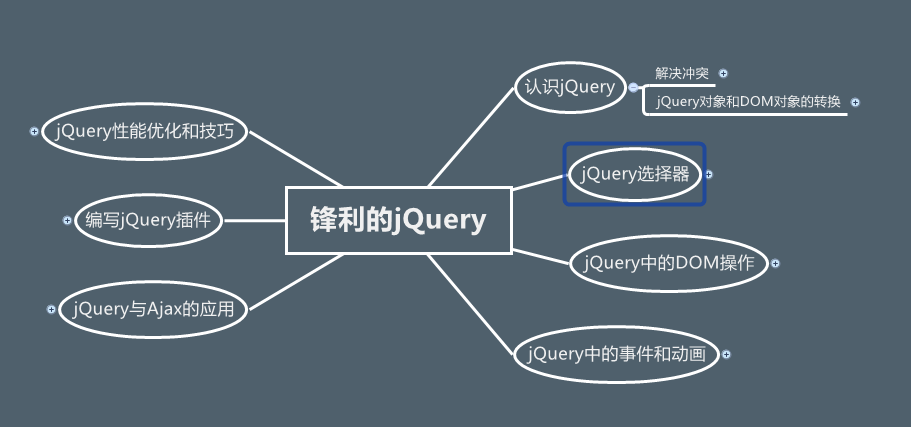 认识jQuery
解决冲突
jQuery对象和DOM对象的转换
jQuery性能优化和技巧
jQuery选择器
编写jQuery插件
锋利的jQuery
jQuery中的DOM操作
jQuery与Ajax的应用
jQuery中的事件和动画